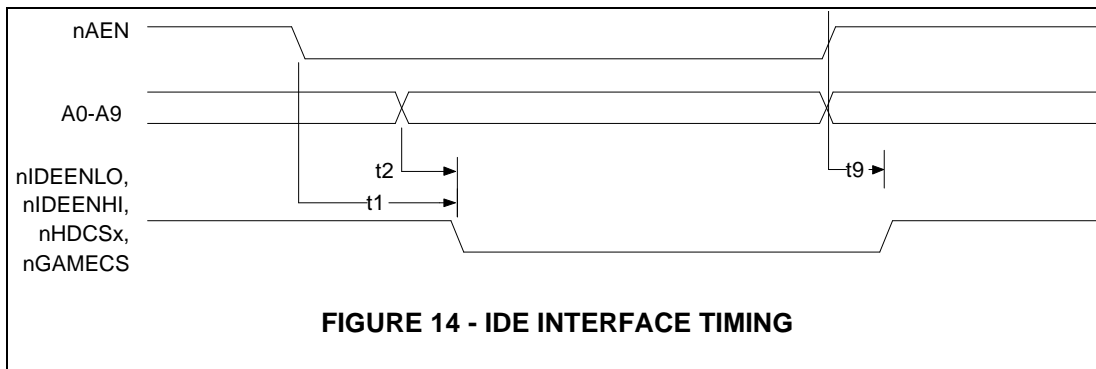 nAEN
A0-A9
t2
t9
nIDEENLO,
nIDEENHI,
t1
nHDCSx,
nGAMECS
FIGURE 14 - IDE INTERFACE TIMING